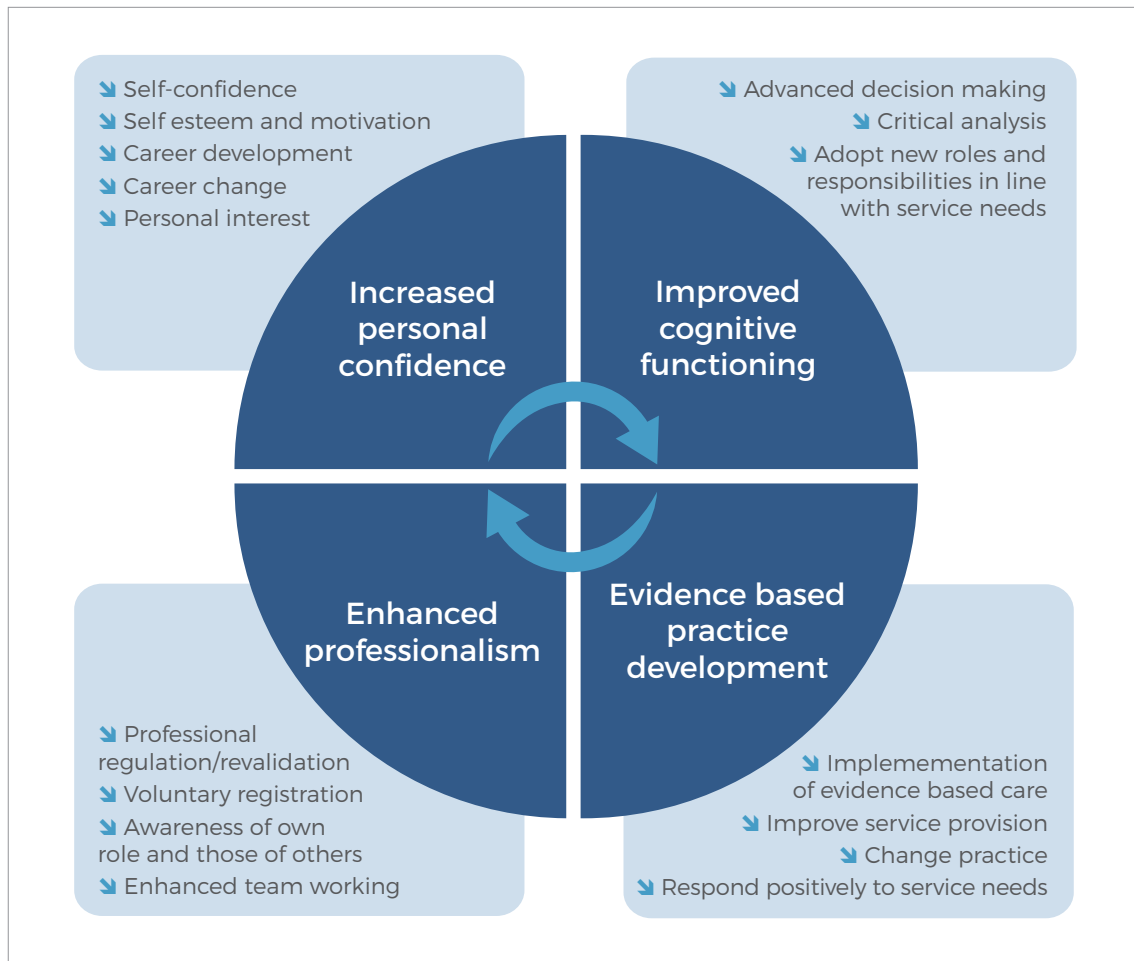 Self-confidence
Self esteem and motivation
Career development
Career change
Personal interest
Increased
personal
confidence
Advanced decision making
Critical analysis
Adopt new roles and
responsibilities in line
with service needs
Improved
cognitive
functioning
Enhanced
professionalism
Professional
regulation/revalidation
Voluntary registration
Awareness of own
role and those of others
Enhanced team working
Evidence based
practice
development
Implemementation
of evidence based care
Improve service provision
Change practice
Respond positively to service needs